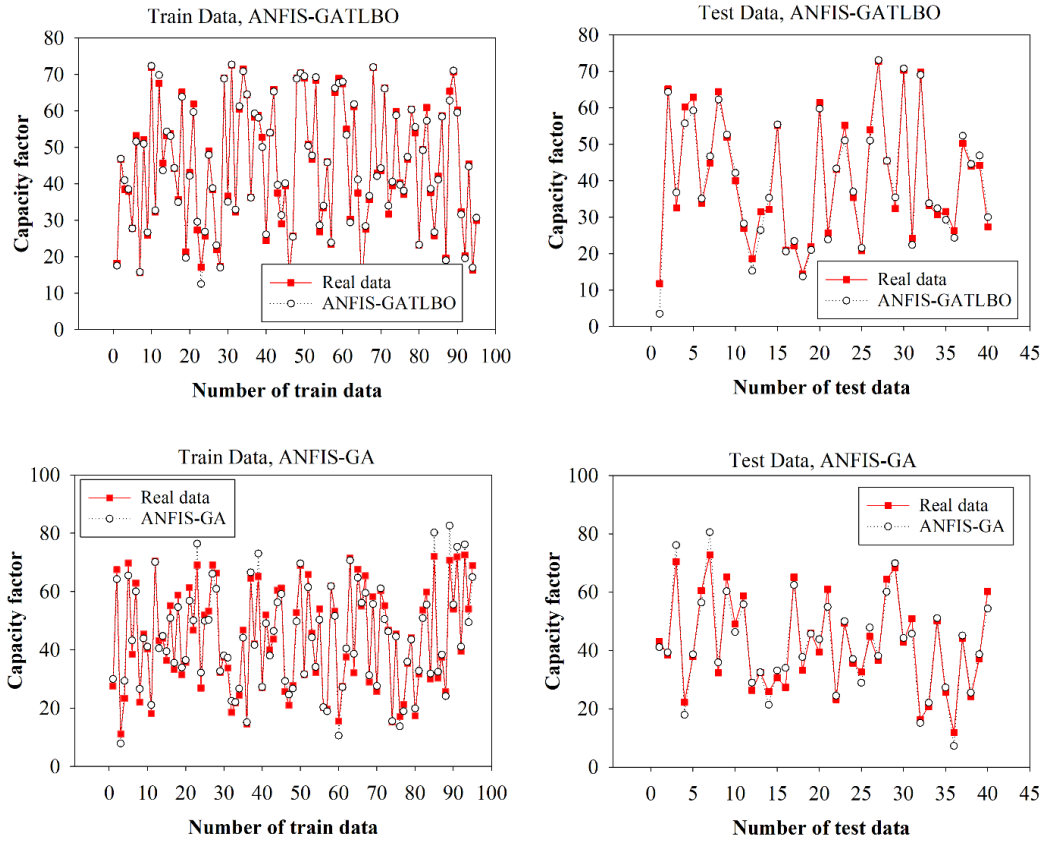 Train Data, ANFIS-GATLBO
Capacity factor
80
70
60
50
40
30
20
10
0
Real data
ANFIS-GATLBO
0 10 20 30 40 50 60 70 80 90 100
Number of train data
Test Data, ANFIS-GATLBO
Capacity factor
80
70
60
50
40
30
20
10
0
Real data
ANFIS-GATLBO
0 5 10 15 20 25 30 35 40 45
Number of test data
Train Data, ANFIS-GA
Capacity factor
100
80
60
40
20
0
Real data
ANFIS-GA
0 10 20 30 40 50 60 70 80 90 100
Number of train data
Test Data, ANFIS-GA
Capacity factor
100
80
60
40
20
0
Real data
ANFIS-GA
0 5 10 15 20 25 30 35 40 45
Number of test data